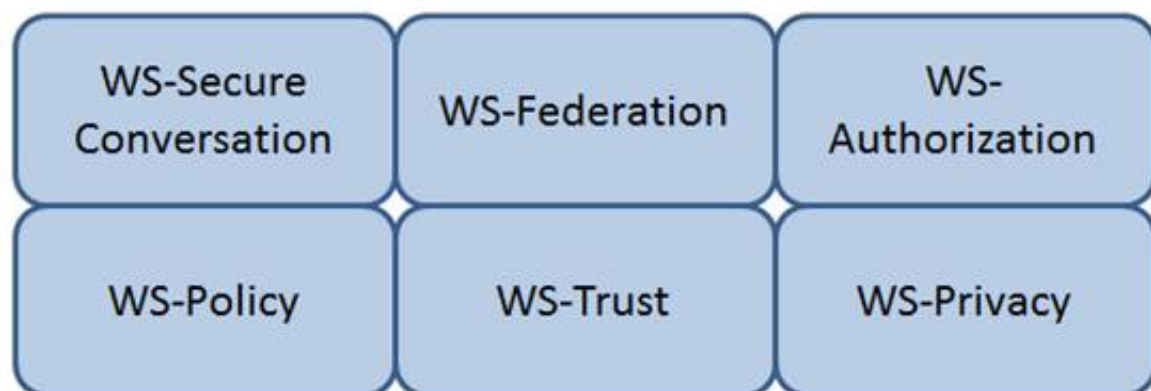 WS-Secure
Conversation
WS-Federation
WS-
Authorization
WS-Policy
WS-Trust
WS-Privacy